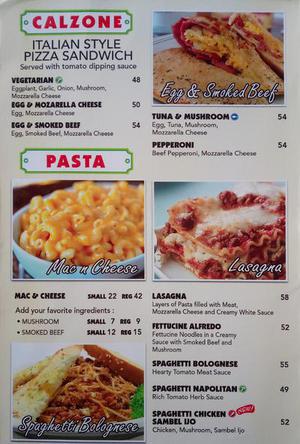 CALZONE
ITALIAN STYLE
PIZZA SANDWICH
Served with tomato dipping sauce
VEGETARIAN 48
Eggplant, Garlic, Onion, Mushroom,
Mozzarella Cheese
EGG & MOZARELLA CHEESE 50
Egg, Mozzarella Cheese
EGG & SMOKED BEEF 54
Egg, Smoked Beef, Mozzarella Cheese
Egg & Smoked Beef
TUNA & MUSHROOM 54
Egg, Tuna, Mushroom,
Mozzarella Cheese
PEPPERONI 54
Beef Pepperoni, Mozzarella Cheese
PASTA
Mac n Cheese
MAC & CHEESE SMALL 22 REG 42
Add your favorite ingredients :
• MUSHROOM SMALL 7 REG 9
• SMOKED BEEF SMALL 12 REG 15
Spaghetti Bolognese
Lasagna
LASAGNA 58
Layers of Pasta filled with Meat,
Mozzarella Cheese and Creamy White Sauce
FETTUCINE ALFREDO 52
Fettucine Noodles in a Creamy
Sauce with Smoked Beef and
Mushroom
SPAGHETTI BOLOGNESE 55
Hearty Tomato Meat Sauce
SPAGHETTI NAPOLITAN 49
Rich Tomato Herb Sauce
SPAGHETTI CHICKEN NEW!
SAMBEL IJO 52
Chicken, Mushroom, Sambel Ijo